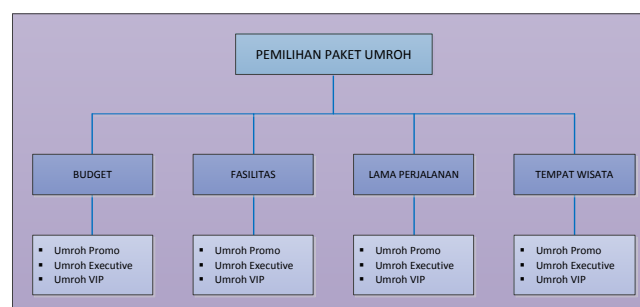 PEMILIHAN PAKET UMROH
BUDGET
FASILITAS
LAMA PERJALANAN
TEMPAT WISATA
▪ Umroh Promo
▪ Umroh Executive
▪ Umroh VIP
▪ Umroh Promo
▪ Umroh Executive
▪ Umroh VIP
▪ Umroh Promo
▪ Umroh Executive
▪ Umroh VIP
▪ Umroh Promo
▪ Umroh Executive
▪ Umroh VIP